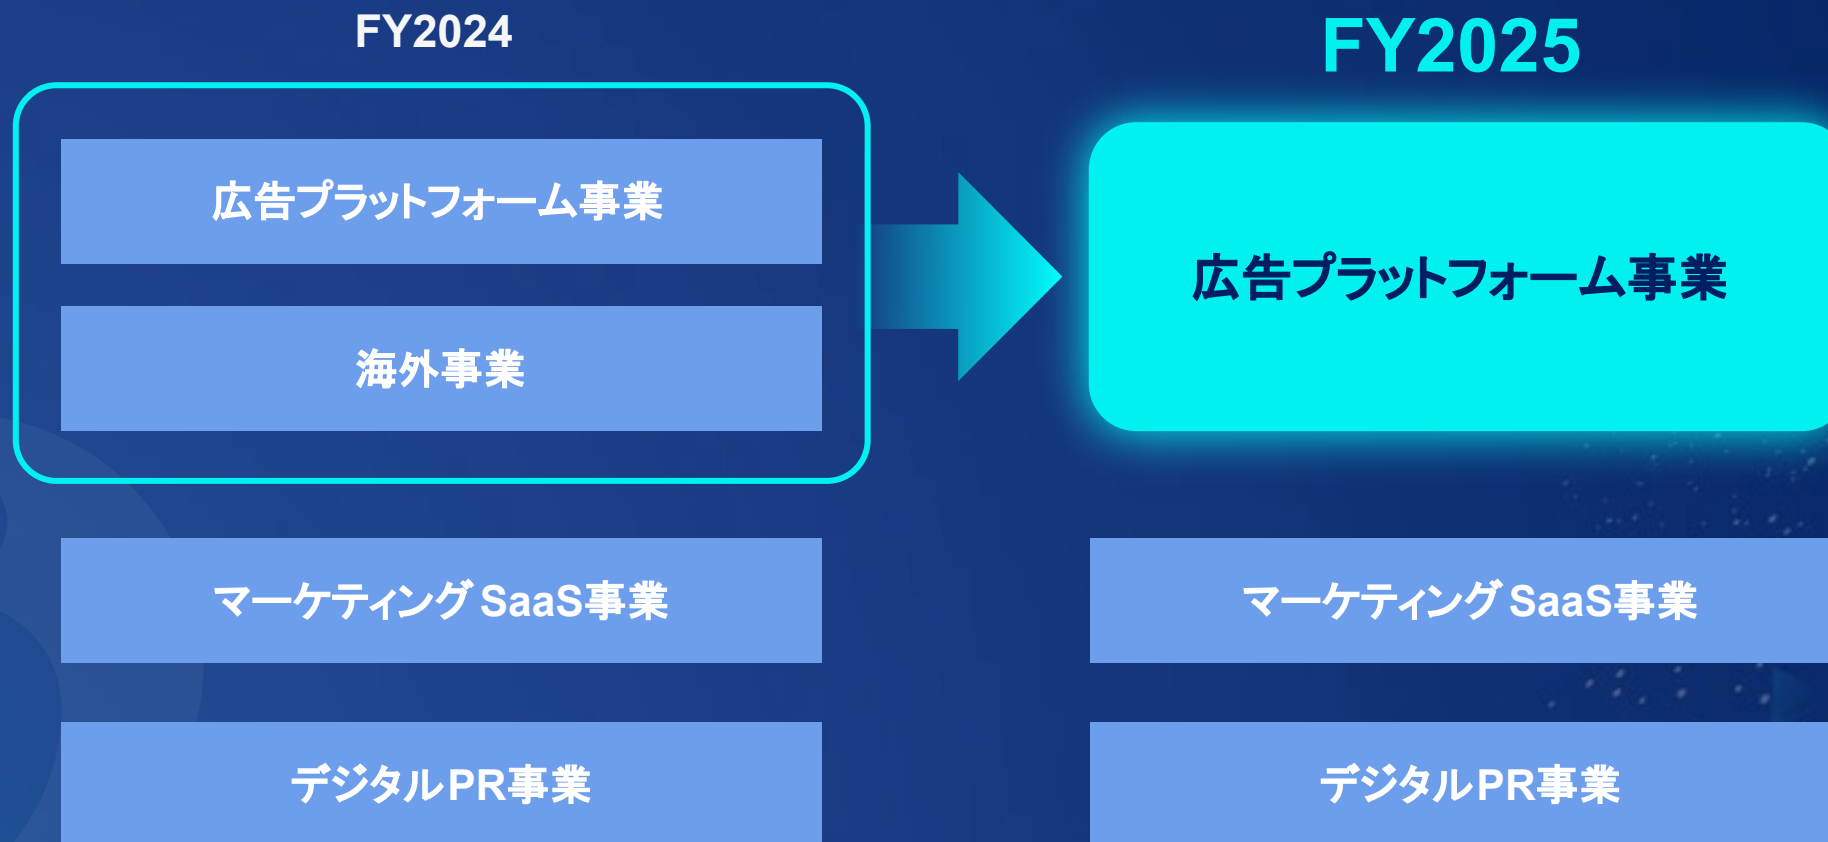 FY2024
広告プラットフォーム事業
海外事業
マーケティング SaaS事業
デジタルPR事業
FY2025
広告プラットフォーム事業
マーケティング SaaS事業
デジタルPR事業